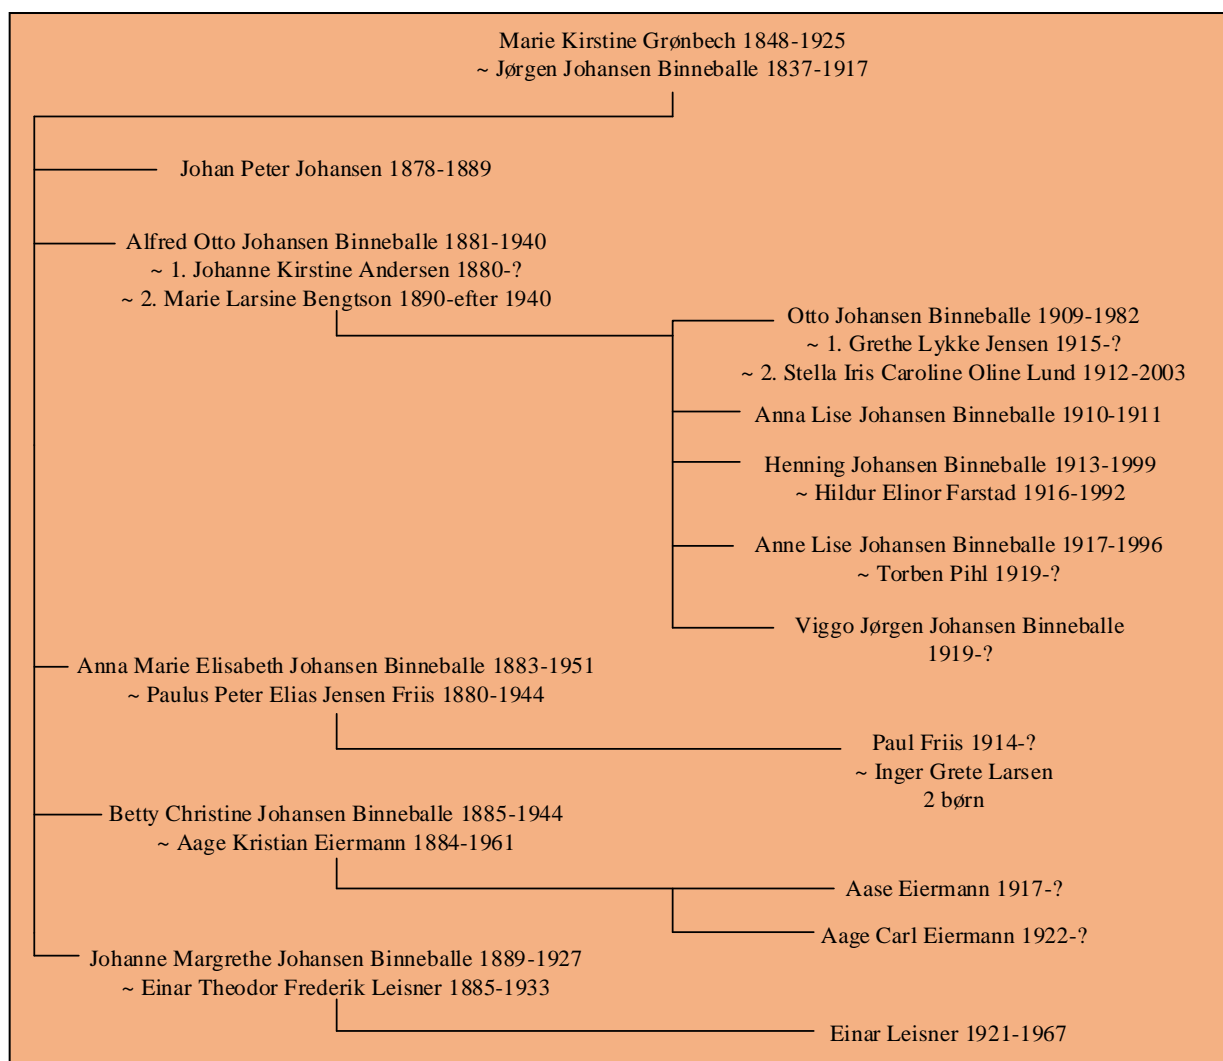 Marie Kirstine Grønbech 1848-1925
~ Jørgen Johansen Binneballe 1837-1917
Johan Peter Johansen 1878-1889
Alfred Otto Johansen Binneballe 1881-1940
~ 1. Johanne Kirstine Andersen 1880-?
~ 2. Marie Larsine Bengtson 1890-efter 1940
Otto Johansen Binneballe 1909-1982
~ 1. Grethe Lykke Jensen 1915-?
~ 2. Stella Iris Caroline Oline Lund 1912-2003
Anna Lise Johansen Binneballe 1910-1911
Henning Johansen Binneballe 1913-1999
~ Hildur Elinor Farstad 1916-1992
Anne Lise Johansen Binneballe 1917-1996
~ Torben Pihl 1919-?
Viggo Jørgen Johansen Binneballe
1919-?
Anna Marie Elisabeth Johansen Binneballe 1883-1951
~ Paulus Peter Elias Jensen Friis 1880-1944
Paul Friis 1914-?
~ Inger Grete Larsen
2 børn
Betty Christine Johansen Binneballe 1885-1944
~ Aage Kristian Eiermann 1884-1961
Aase Eiermann 1917-?
Aage Carl Eiermann 1922-?
Johanne Margrethe Johansen Binneballe 1889-1927
~ Einar Theodor Frederik Leisner 1885-1933
Einar Leisner 1921-1967